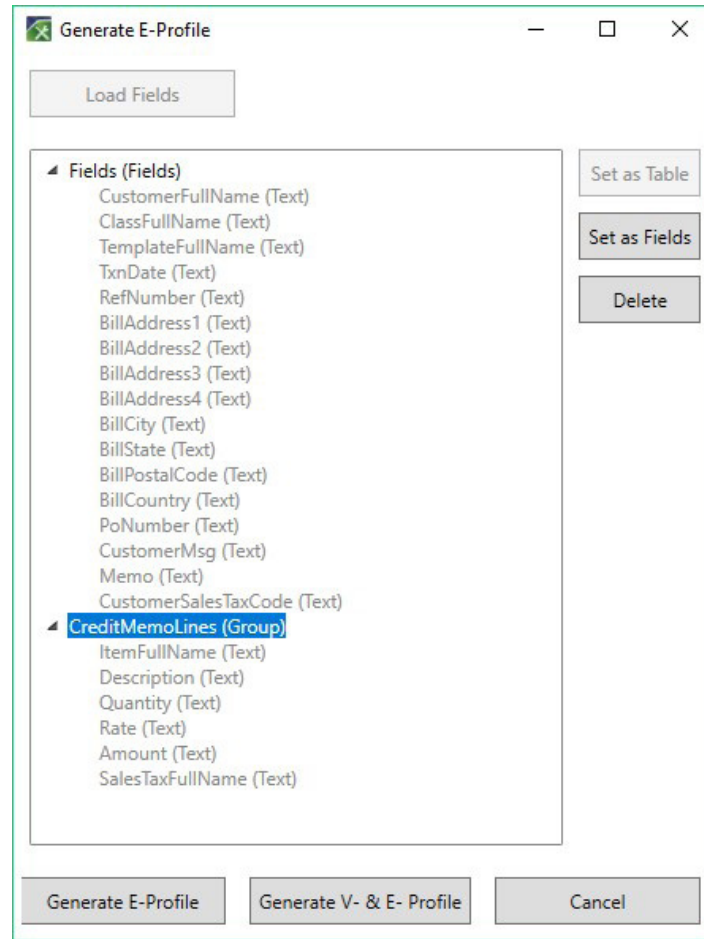 Generate E-Profile
Load Fields
Fields (Fields)
CustomerFullName (Text)
ClassFullName (Text)
TemplateFullName (Text)
TxnDate (Text)
RefNumber (Text)
BillAddress1 (Text)
BillAddress2 (Text)
BillAddress3 (Text)
BillAddress4 (Text)
BillCity (Text)
BillState (Text)
BillPostalCode (Text)
BillCountry (Text)
PoNumber (Text)
CustomerMsg (Text)
Memo (Text)
CustomerSalesTaxCode (Text)
CreditMemoLines (Group)
ItemFullName (Text)
Description (Text)
Quantity (Text)
Rate (Text)
Amount (Text)
SalesTaxFullName (Text)
Set as Table
Set as Fields
Delete
Generate E-Profile
Generate V- & E- Profile
Cancel